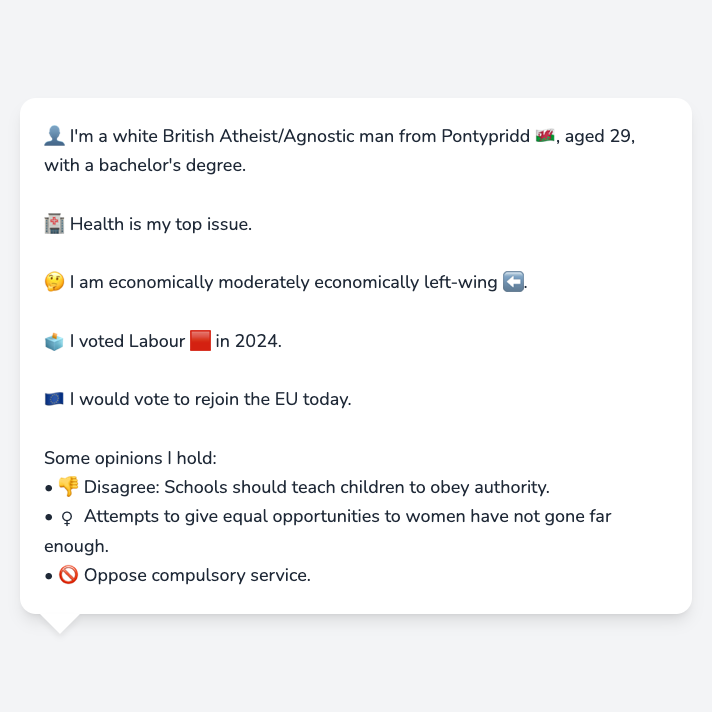 👤 I'm a white British Atheist/Agnostic man from Pontypridd 🏴󠁧󠁢󠁷󠁬󠁳󠁿, aged 29,
with a bachelor's degree.
🏥 Health is my top issue.
🤔 I am economically moderately economically left-wing ⬅️.
🗳️ I voted Labour 🟥 in 2024.
🇪🇺 I would vote to rejoin the EU today.
Some opinions I hold:
• 👎 Disagree: Schools should teach children to obey authority.
• ♀ Attempts to give equal opportunities to women have not gone far
enough.
• 🚫 Oppose compulsory service.